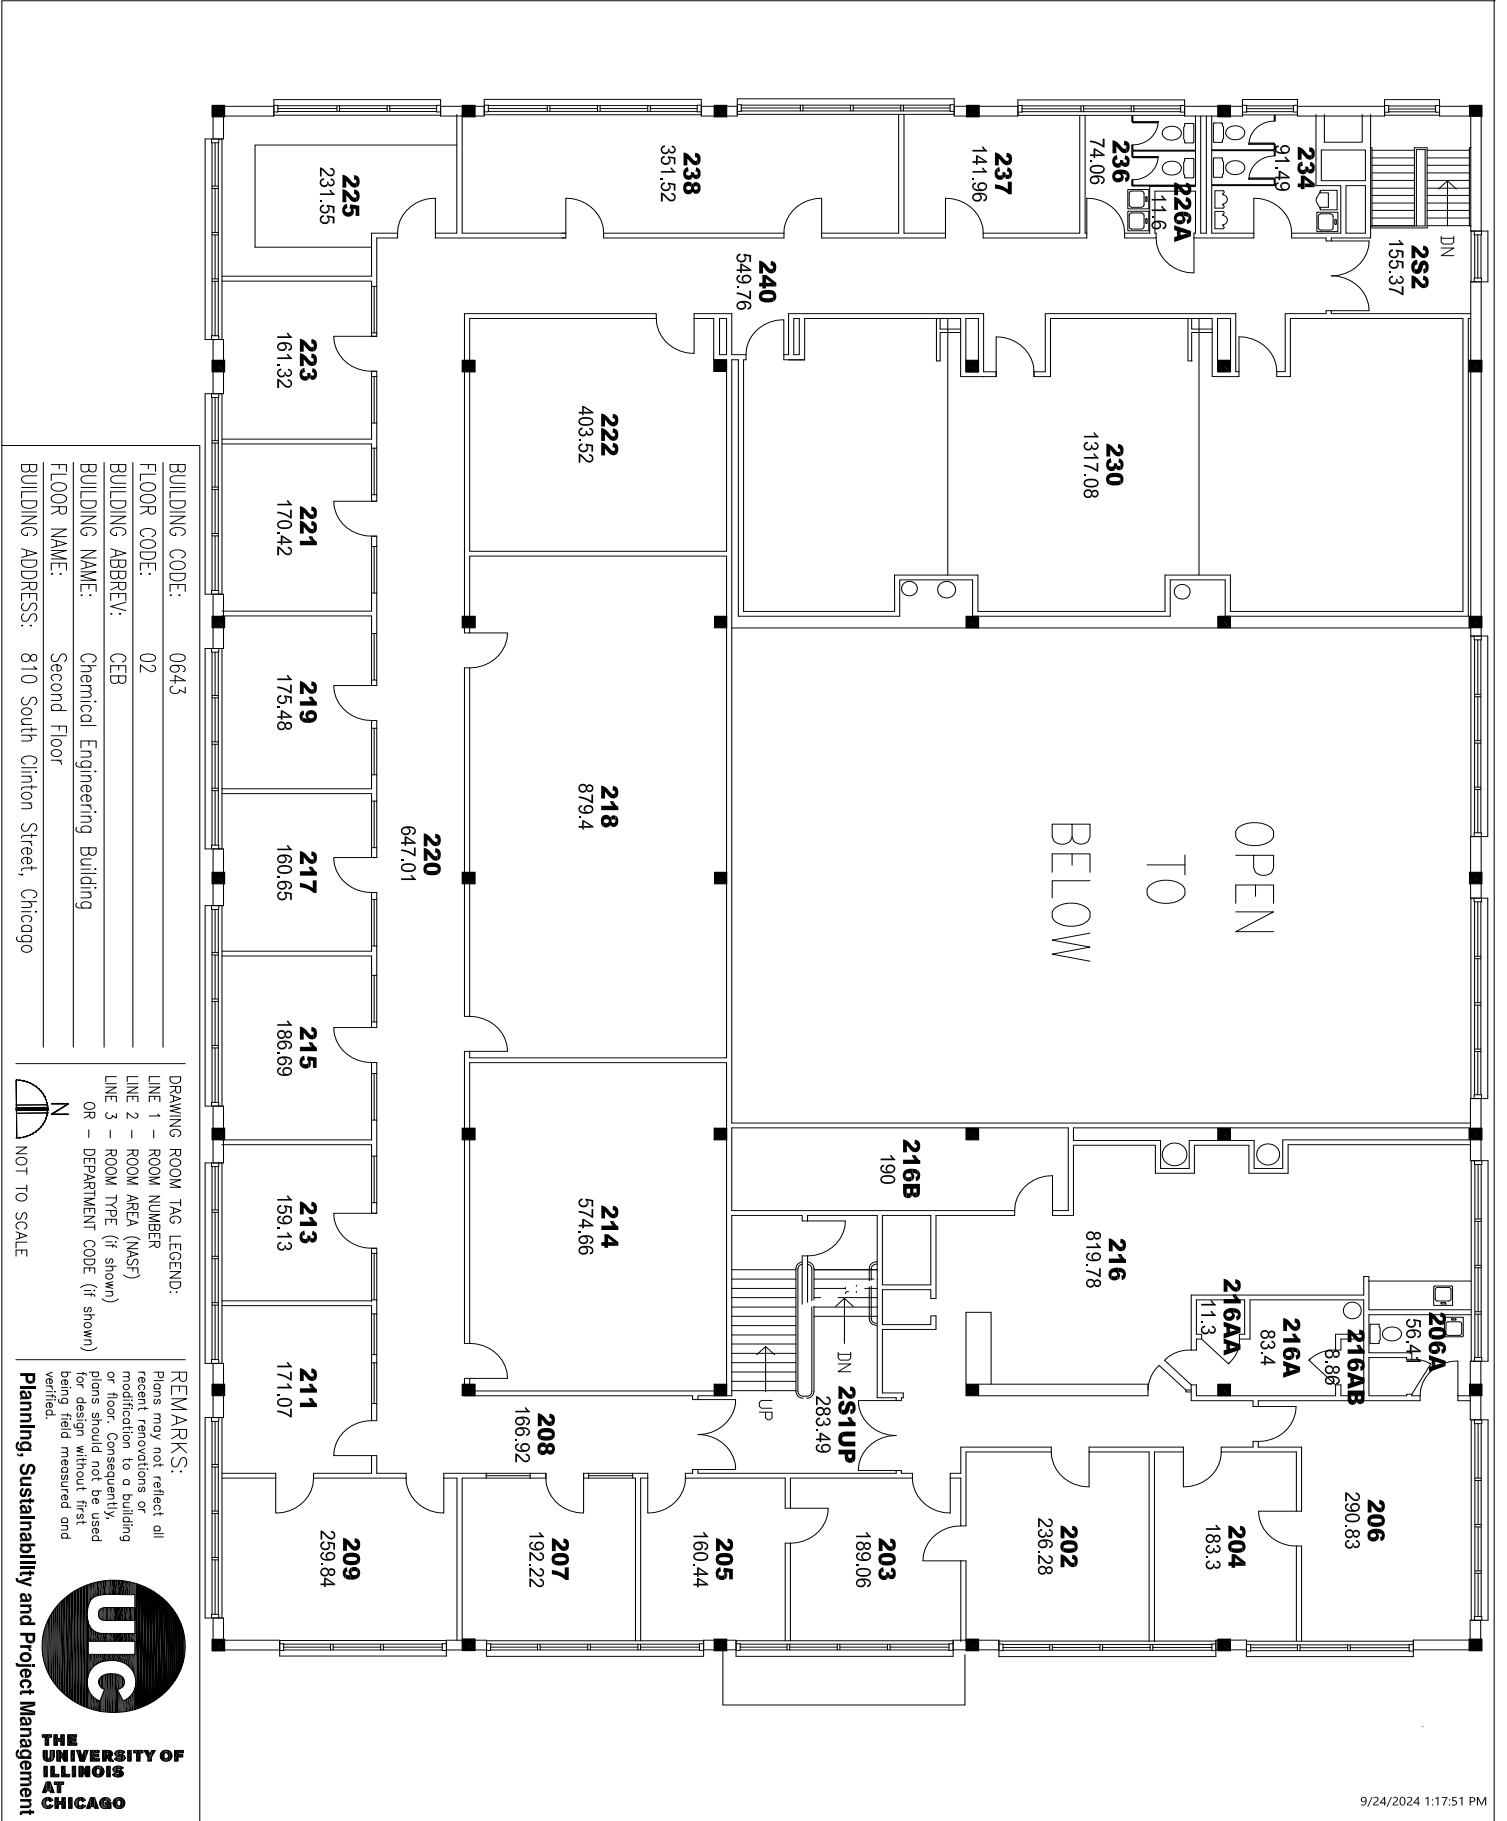 DN
2S2
155.37
234
91.49
226A
11.6
236
74.06
237
141.96
238
351.52
225
231.55
240
549.76
230
1317.08
222
403.52
OPEN
TO
BELOW
206A
56.41
216AB
8.86
216A
83.4
216AA
11.3
216
819.78
216B
190
206
290.83
204
183.3
202
236.28
203
189.06
2S1UP
283.49
DN
UP
205
160.44
207
192.22
208
166.92
209
259.84
218
879.4
214
574.66
220
647.01
223
161.32
221
170.42
219
175.48
217
160.65
215
186.69
213
159.13
211
171.07
BUILDING CODE: 0643
FLOOR CODE: 02
BUILDING ABBREV: CEB
BUILDING NAME: Chemical Engineering Building
FLOOR NAME: Second Floor
BUILDING ADDRESS: 810 South Clinton Street, Chicago
DRAWING ROOM TAG LEGEND:
LINE 1 - ROOM NUMBER
LINE 2 - ROOM AREA (NASF)
LINE 3 - ROOM TYPE (if shown)
OR - DEPARTMENT CODE (if shown)
N
NOT TO SCALE
REMARKS:
Plans may not reflect all
recent renovations or
modification to a building
or floor. Consequently,
plans should not be used
for design without first
being field measured and
verified.
Planning, Sustainability and Project Management
UIC
THE
UNIVERSITY OF
ILLINOIS
AT
CHICAGO
9/24/2024 1:17:51 PM